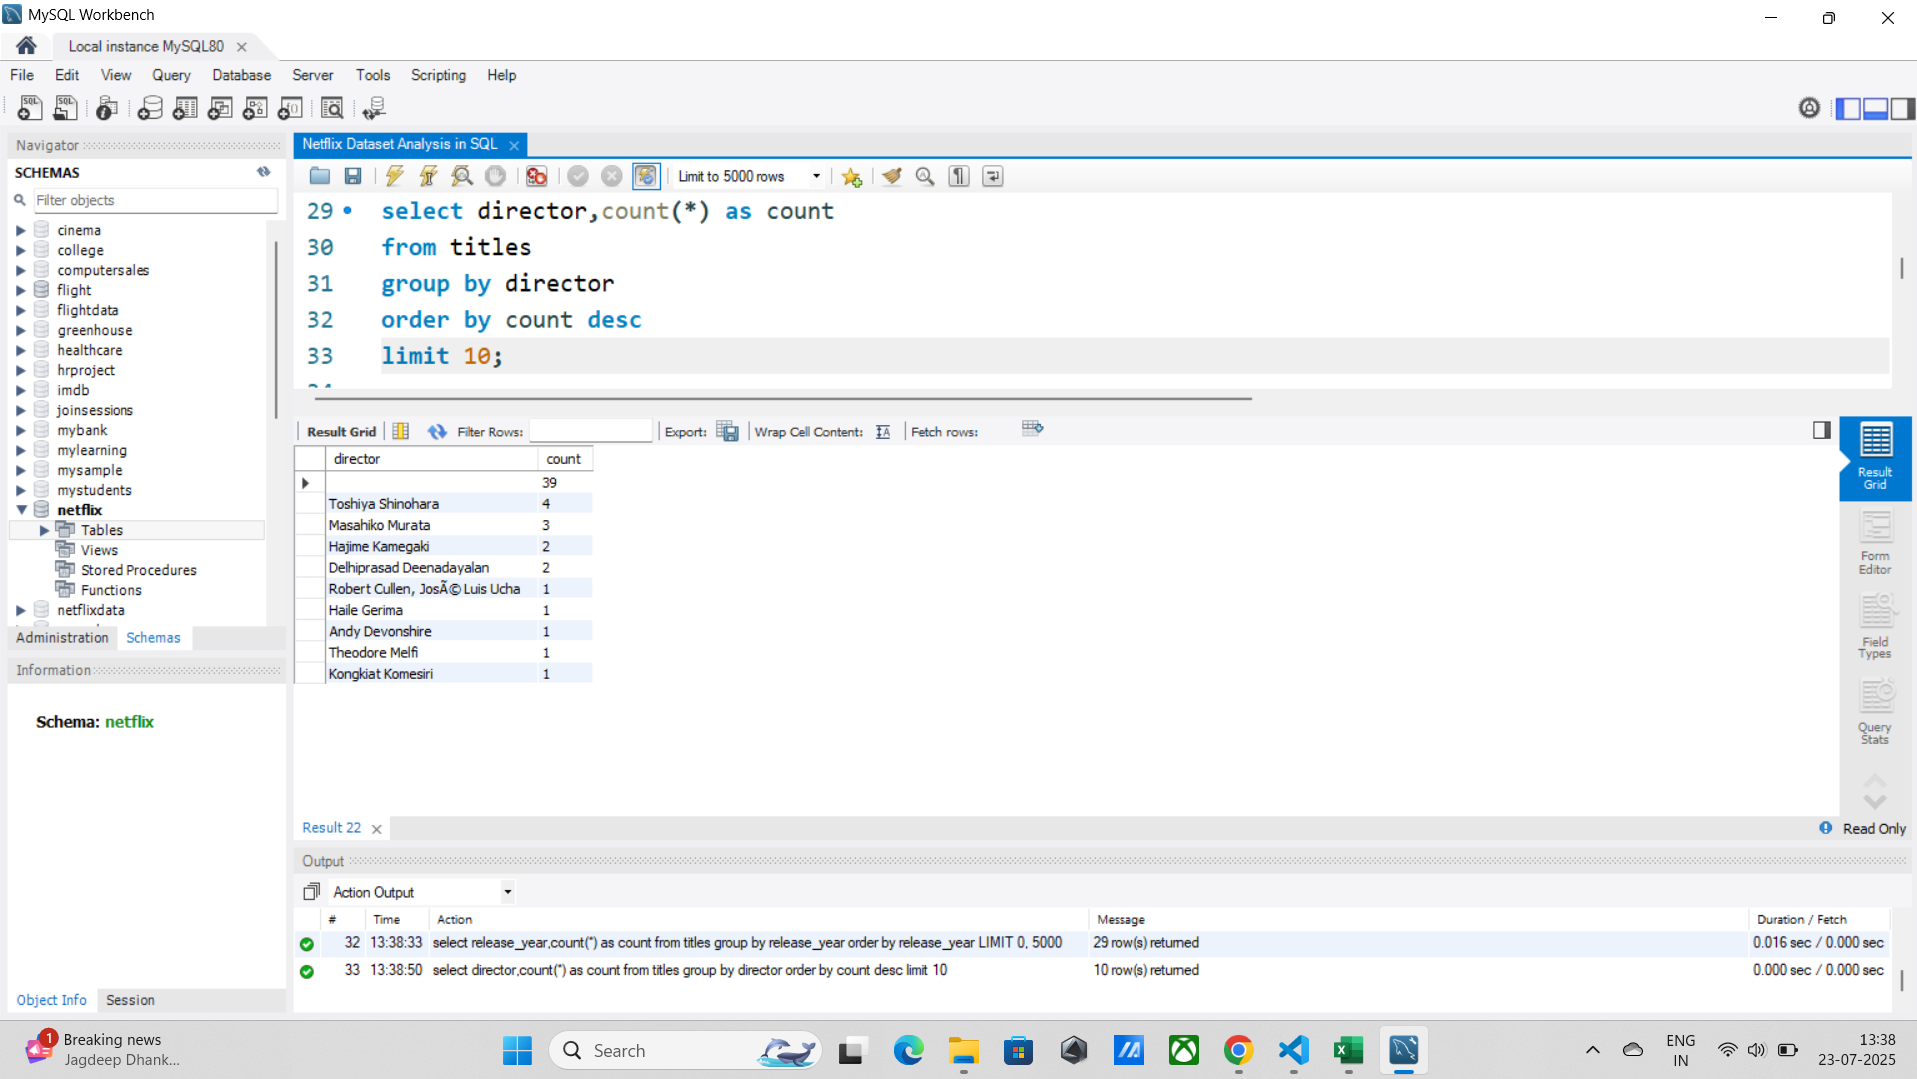 MySQL Workbench
Local instance MySQL80
File Edit View Query Database Server Tools Scripting Help
Navigator
SCHEMAS
Filter objects
cinema
college
computersales
flight
flightdata
greenhouse
healthcare
hrproject
imdb
joinsessions
mybank
mylearning
mysample
mystudents
netflix
Tables
Views
Stored Procedures
Functions
netflixdata
Administration Schemas
Information
Schema: netflix
Object Info Session
Netflix Dataset Analysis in SQL
Limit to 5000 rows
29 select director,count(*) as count
30 from titles
31 group by director
32 order by count desc
33 limit 10;
Result Grid Filter Rows: Export: Wrap Cell Content: Fetch rows:
director count
39
Toshiya Shinohara 4
Masahiko Murata 3
Hajime Kamegaki 2
Delhiprasad Deenadayalan 2
Robert Cullen, JosÃ© Luis Ucha 1
Haile Gerima 1
Andy Devonshire 1
Theodore Melfi 1
Kongkiat Komesiri 1
Result Grid
Form Editor
Field Types
Query Stats
Result 22
Read Only
Output
Action Output
# Time Action Message Duration / Fetch
32 13:38:33 select release_year,count(*) as count from titles group by release_year order by release_year LIMIT 0, 5000 29 row(s) returned 0.016 sec / 0.000 sec
33 13:38:50 select director,count(*) as count from titles group by director order by count desc limit 10 10 row(s) returned 0.000 sec / 0.000 sec
1
Breaking news
Jagdeep Dhank...
Search
ENG
IN
13:38
23-07-2025